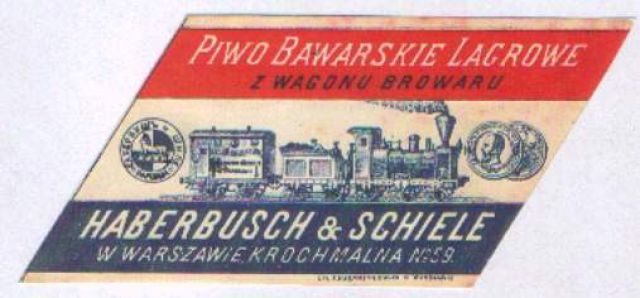 PIWO BAWARSKIE LAGROWE
Z WAGONU BROWARU
HABERBUSCH & SCHIELE
W WARSZAWIE, KROCHMALNA No 59.